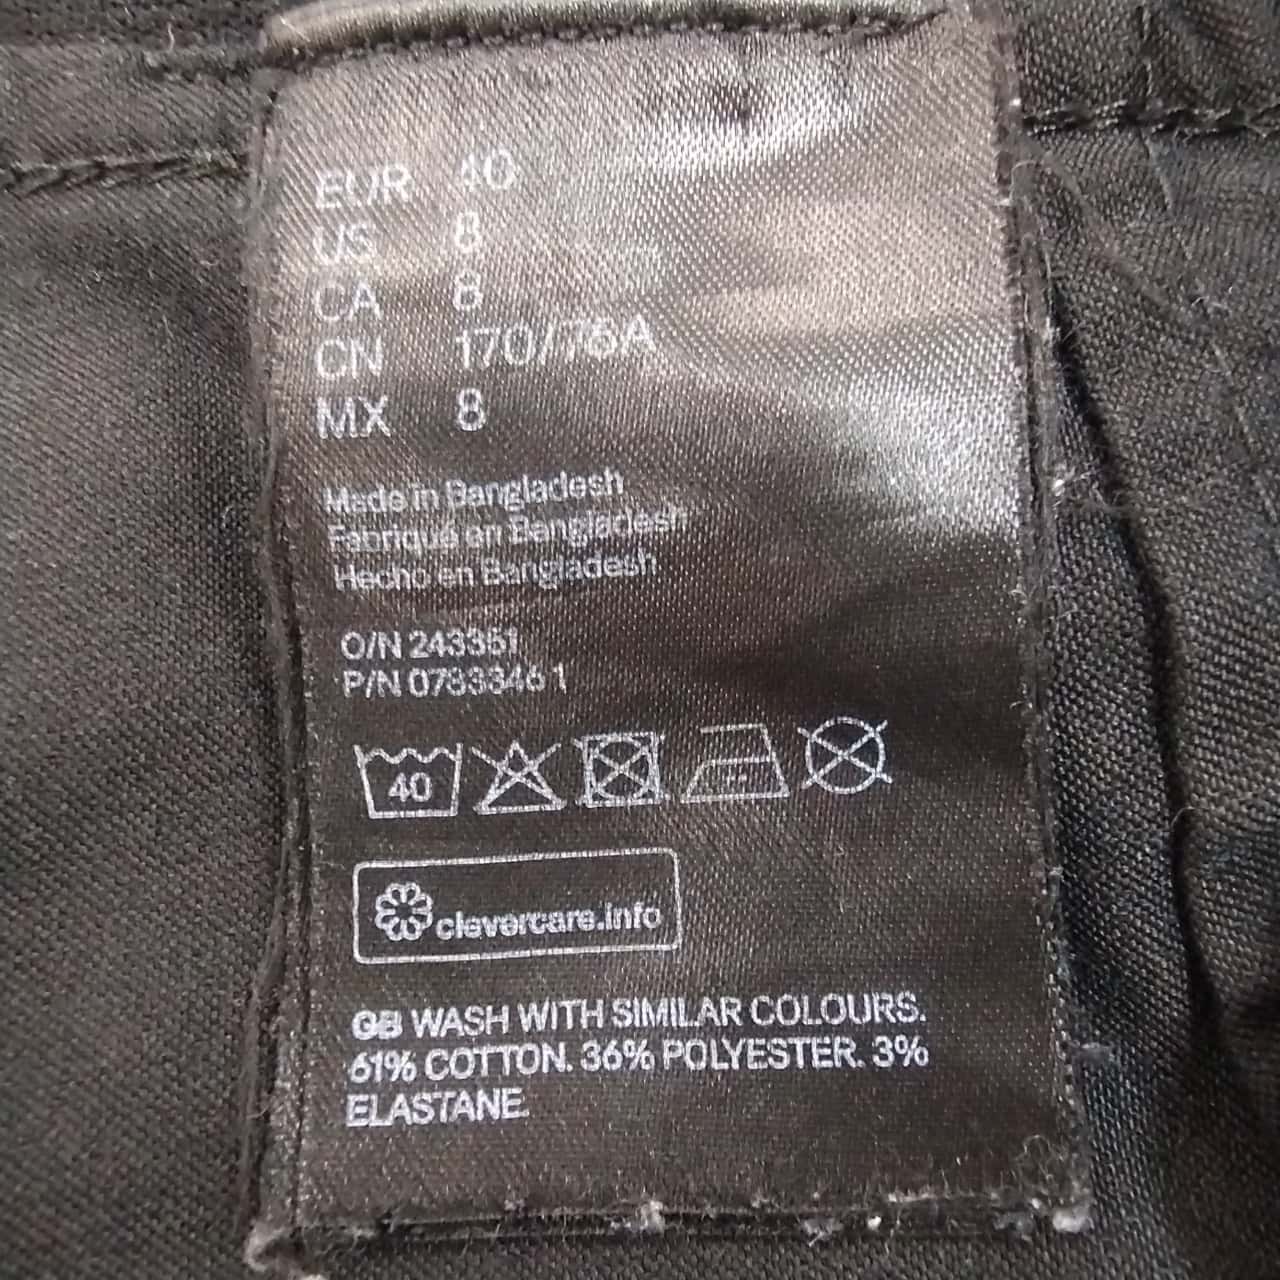 EUR 40
US 8
CA 8
CN 170/76A
MX 8
Made in Bangladesh
Fabriqué en Bangladesh
Hecho en Bangladesh
O/N 243351
P/N 0783346 1
40
clevercare.info
GB WASH WITH SIMILAR COLOURS.
61% COTTON. 36% POLYESTER. 3%
ELASTANE.